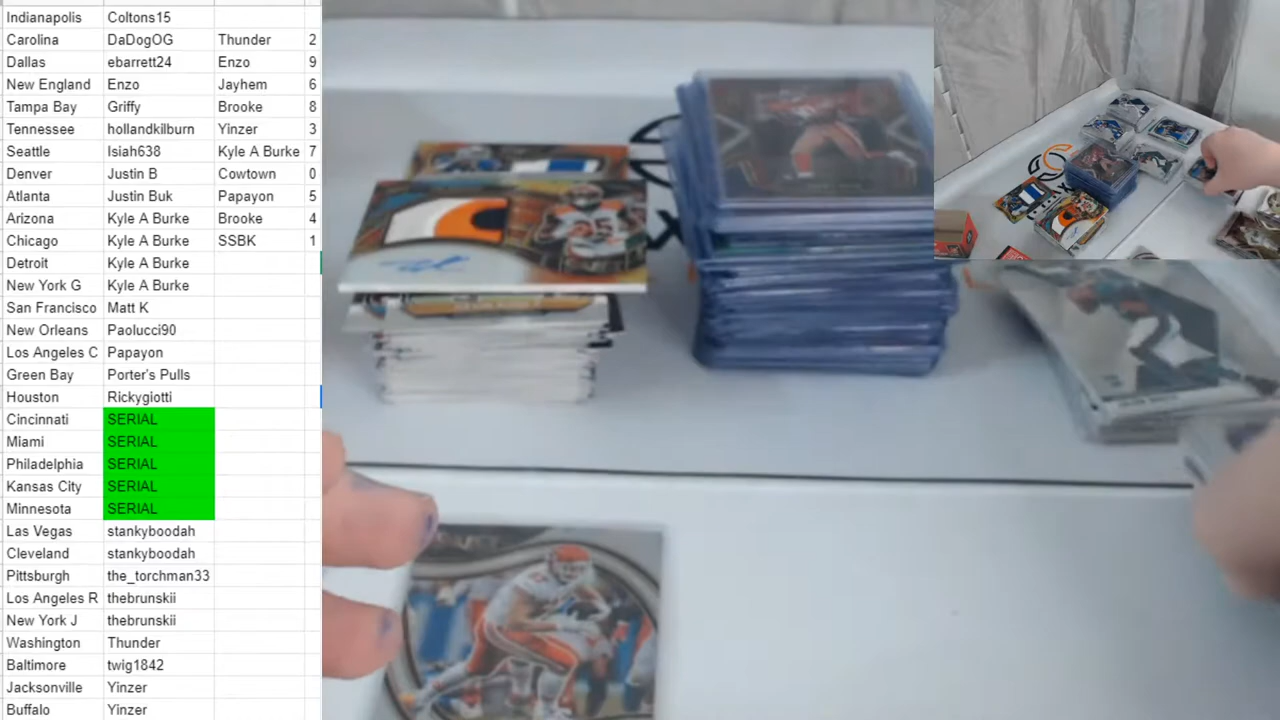 Indianapolis Coltons15
Carolina DaDogOG Thunder 2
Dallas ebarrett24 Enzo 9
New England Enzo Jayhem 6
Tampa Bay Griffy Brooke 8
Tennessee hollandkilburn Yinzer 3
Seattle Isiah638 Kyle A Burke 7
Denver Justin B Cowtown 0
Atlanta Justin Buk Papayon 5
Arizona Kyle A Burke Brooke 4
Chicago Kyle A Burke SSBK 1
Detroit Kyle A Burke
New York G Kyle A Burke
San Francisco Matt K
New Orleans Paolucci90
Los Angeles C Papayon
Green Bay Porter's Pulls
Houston Rickygiotti
Cincinnati SERIAL
Miami SERIAL
Philadelphia SERIAL
Kansas City SERIAL
Minnesota SERIAL
Las Vegas stankyboodah
Cleveland stankyboodah
Pittsburgh the_torchman33
Los Angeles R thebrunskii
New York J thebrunskii
Washington Thunder
Baltimore twig1842
Jacksonville Yinzer
Buffalo Yinzer